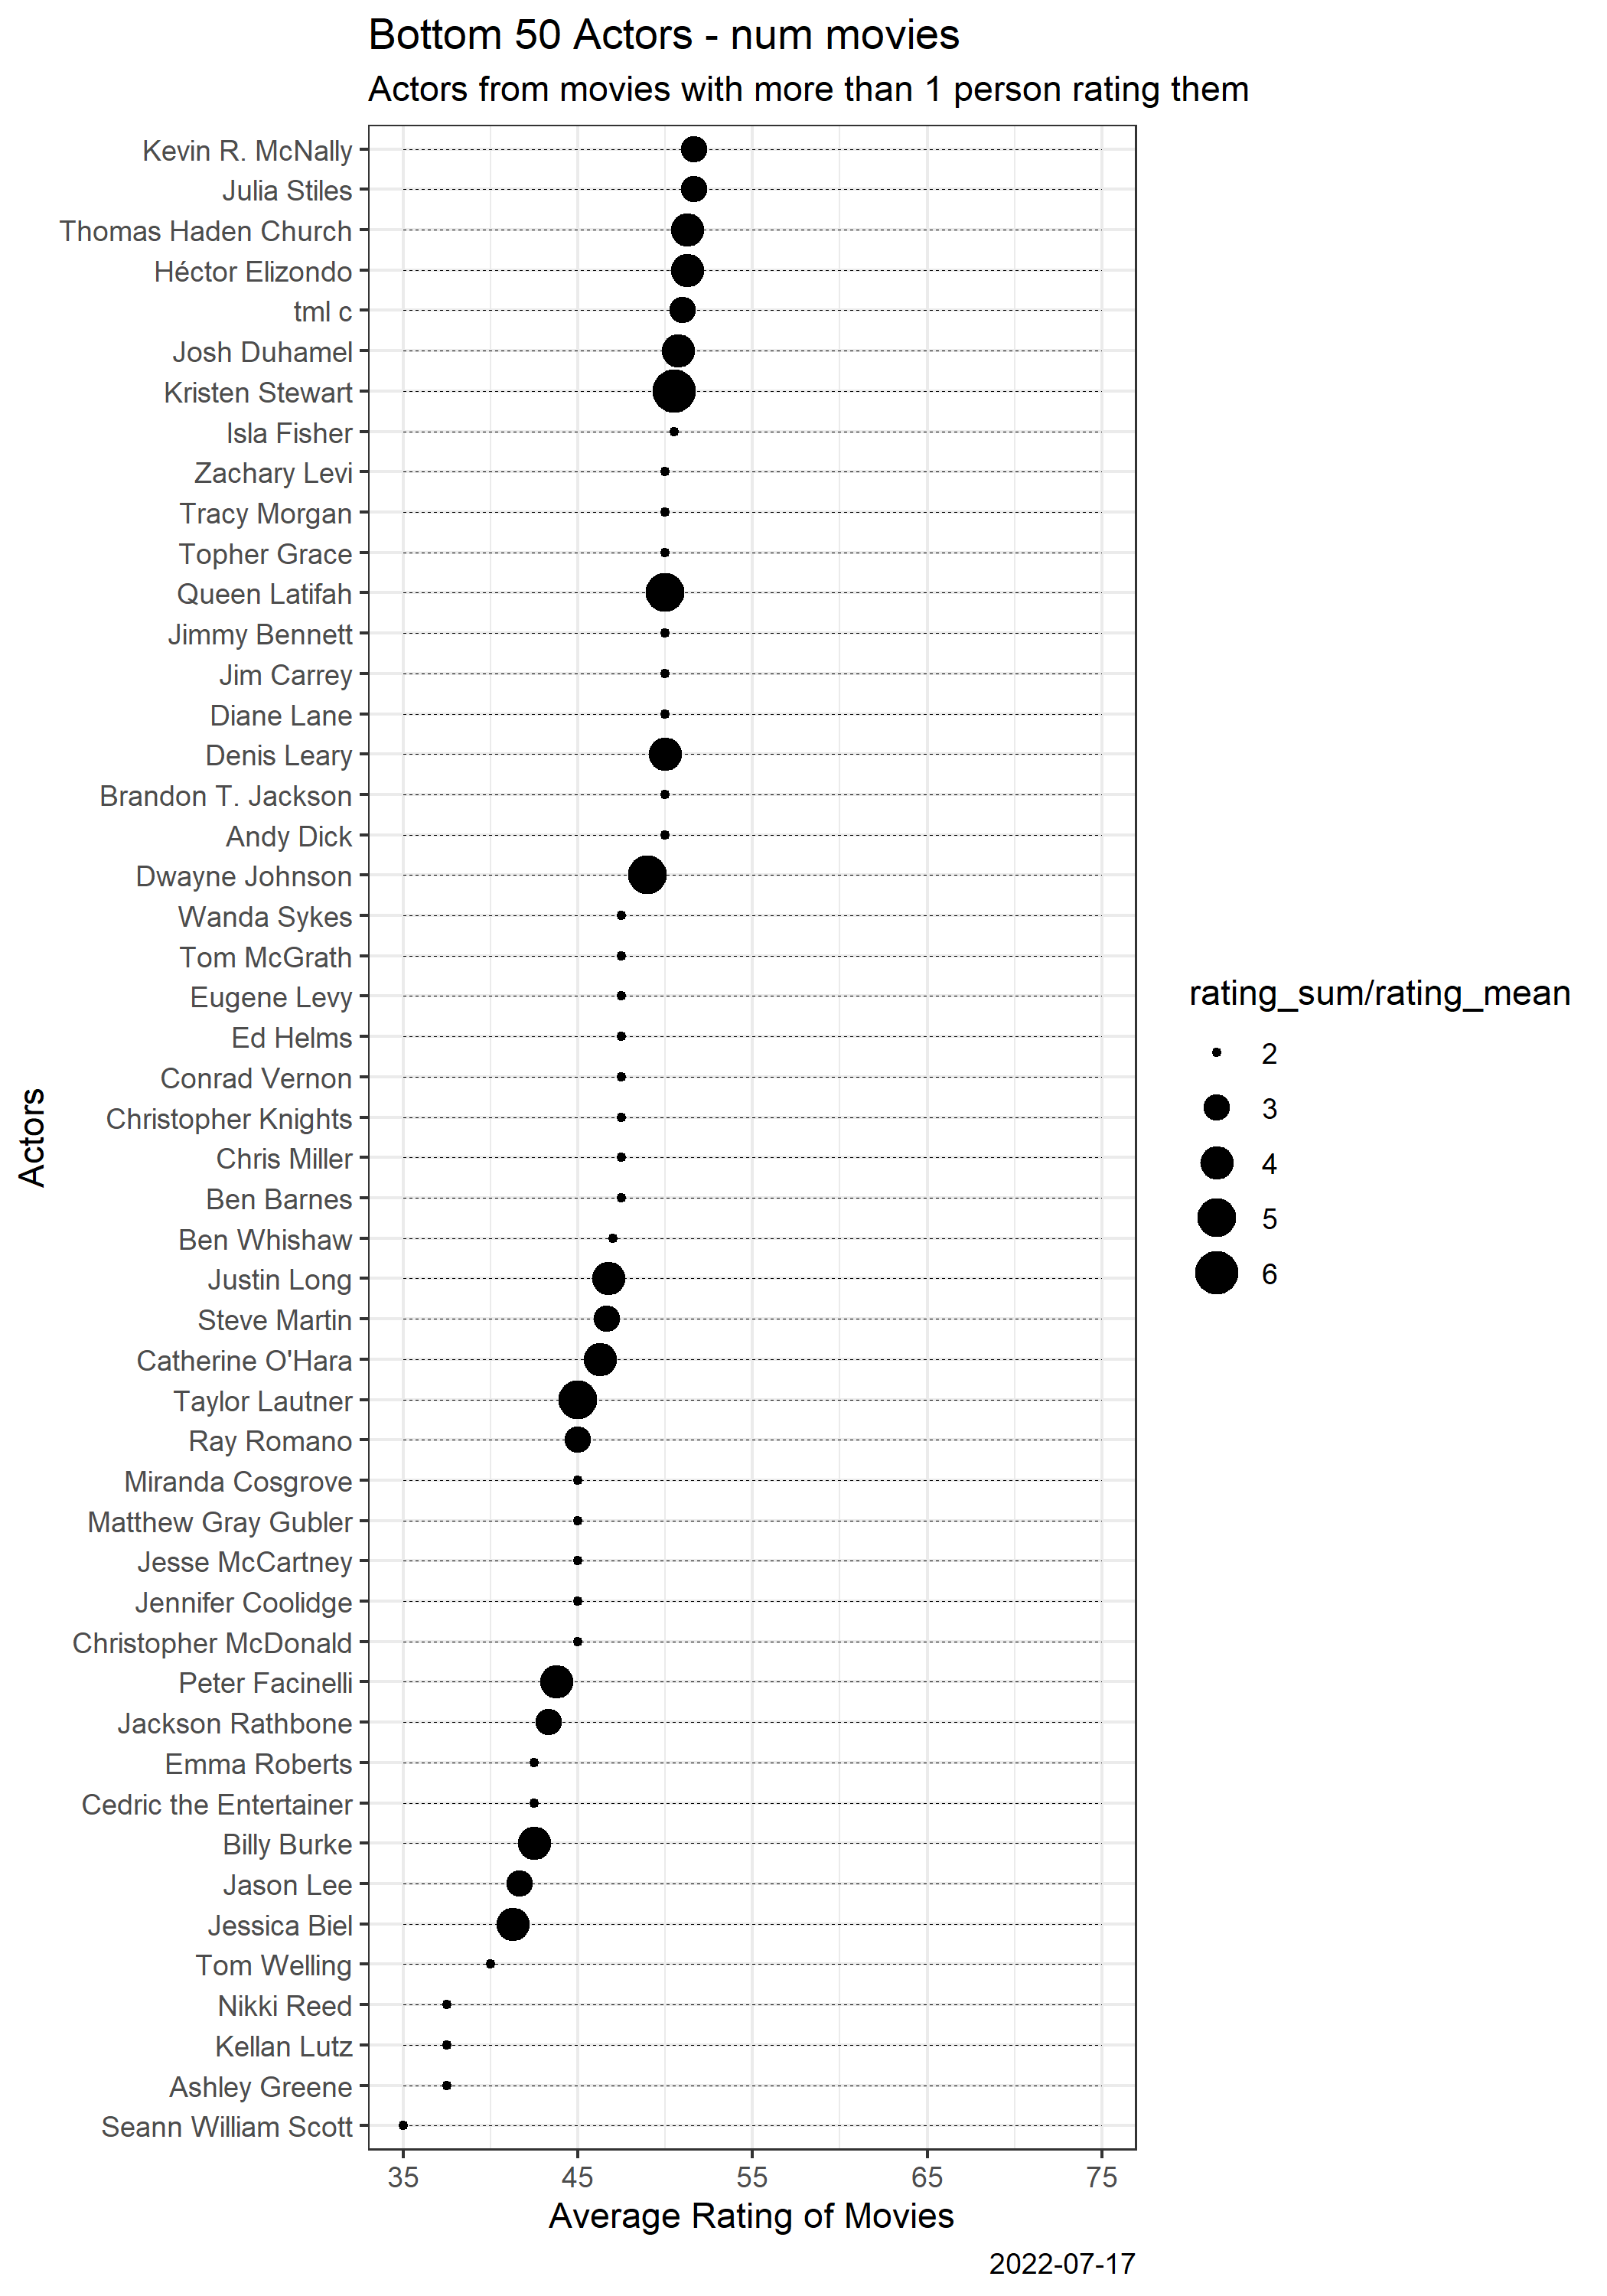 Bottom 50 Actors - num movies
Actors from movies with more than 1 person rating them
Kevin R. McNally
Julia Stiles
Thomas Haden Church
Héctor Elizondo
tml c
Josh Duhamel
Kristen Stewart
Isla Fisher
Zachary Levi
Tracy Morgan
Topher Grace
Queen Latifah
Jimmy Bennett
Jim Carrey
Diane Lane
Denis Leary
Brandon T. Jackson
Andy Dick
Dwayne Johnson
Wanda Sykes
Tom McGrath
Eugene Levy
Ed Helms
Conrad Vernon
Christopher Knights
Chris Miller
Ben Barnes
Ben Whishaw
Justin Long
Steve Martin
Catherine O'Hara
Taylor Lautner
Ray Romano
Miranda Cosgrove
Matthew Gray Gubler
Jesse McCartney
Jennifer Coolidge
Christopher McDonald
Peter Facinelli
Jackson Rathbone
Emma Roberts
Cedric the Entertainer
Billy Burke
Jason Lee
Jessica Biel
Tom Welling
Nikki Reed
Kellan Lutz
Ashley Greene
Seann William Scott
Actors
35 45 55 65 75
Average Rating of Movies
rating_sum/rating_mean
2
3
4
5
6
2022-07-17